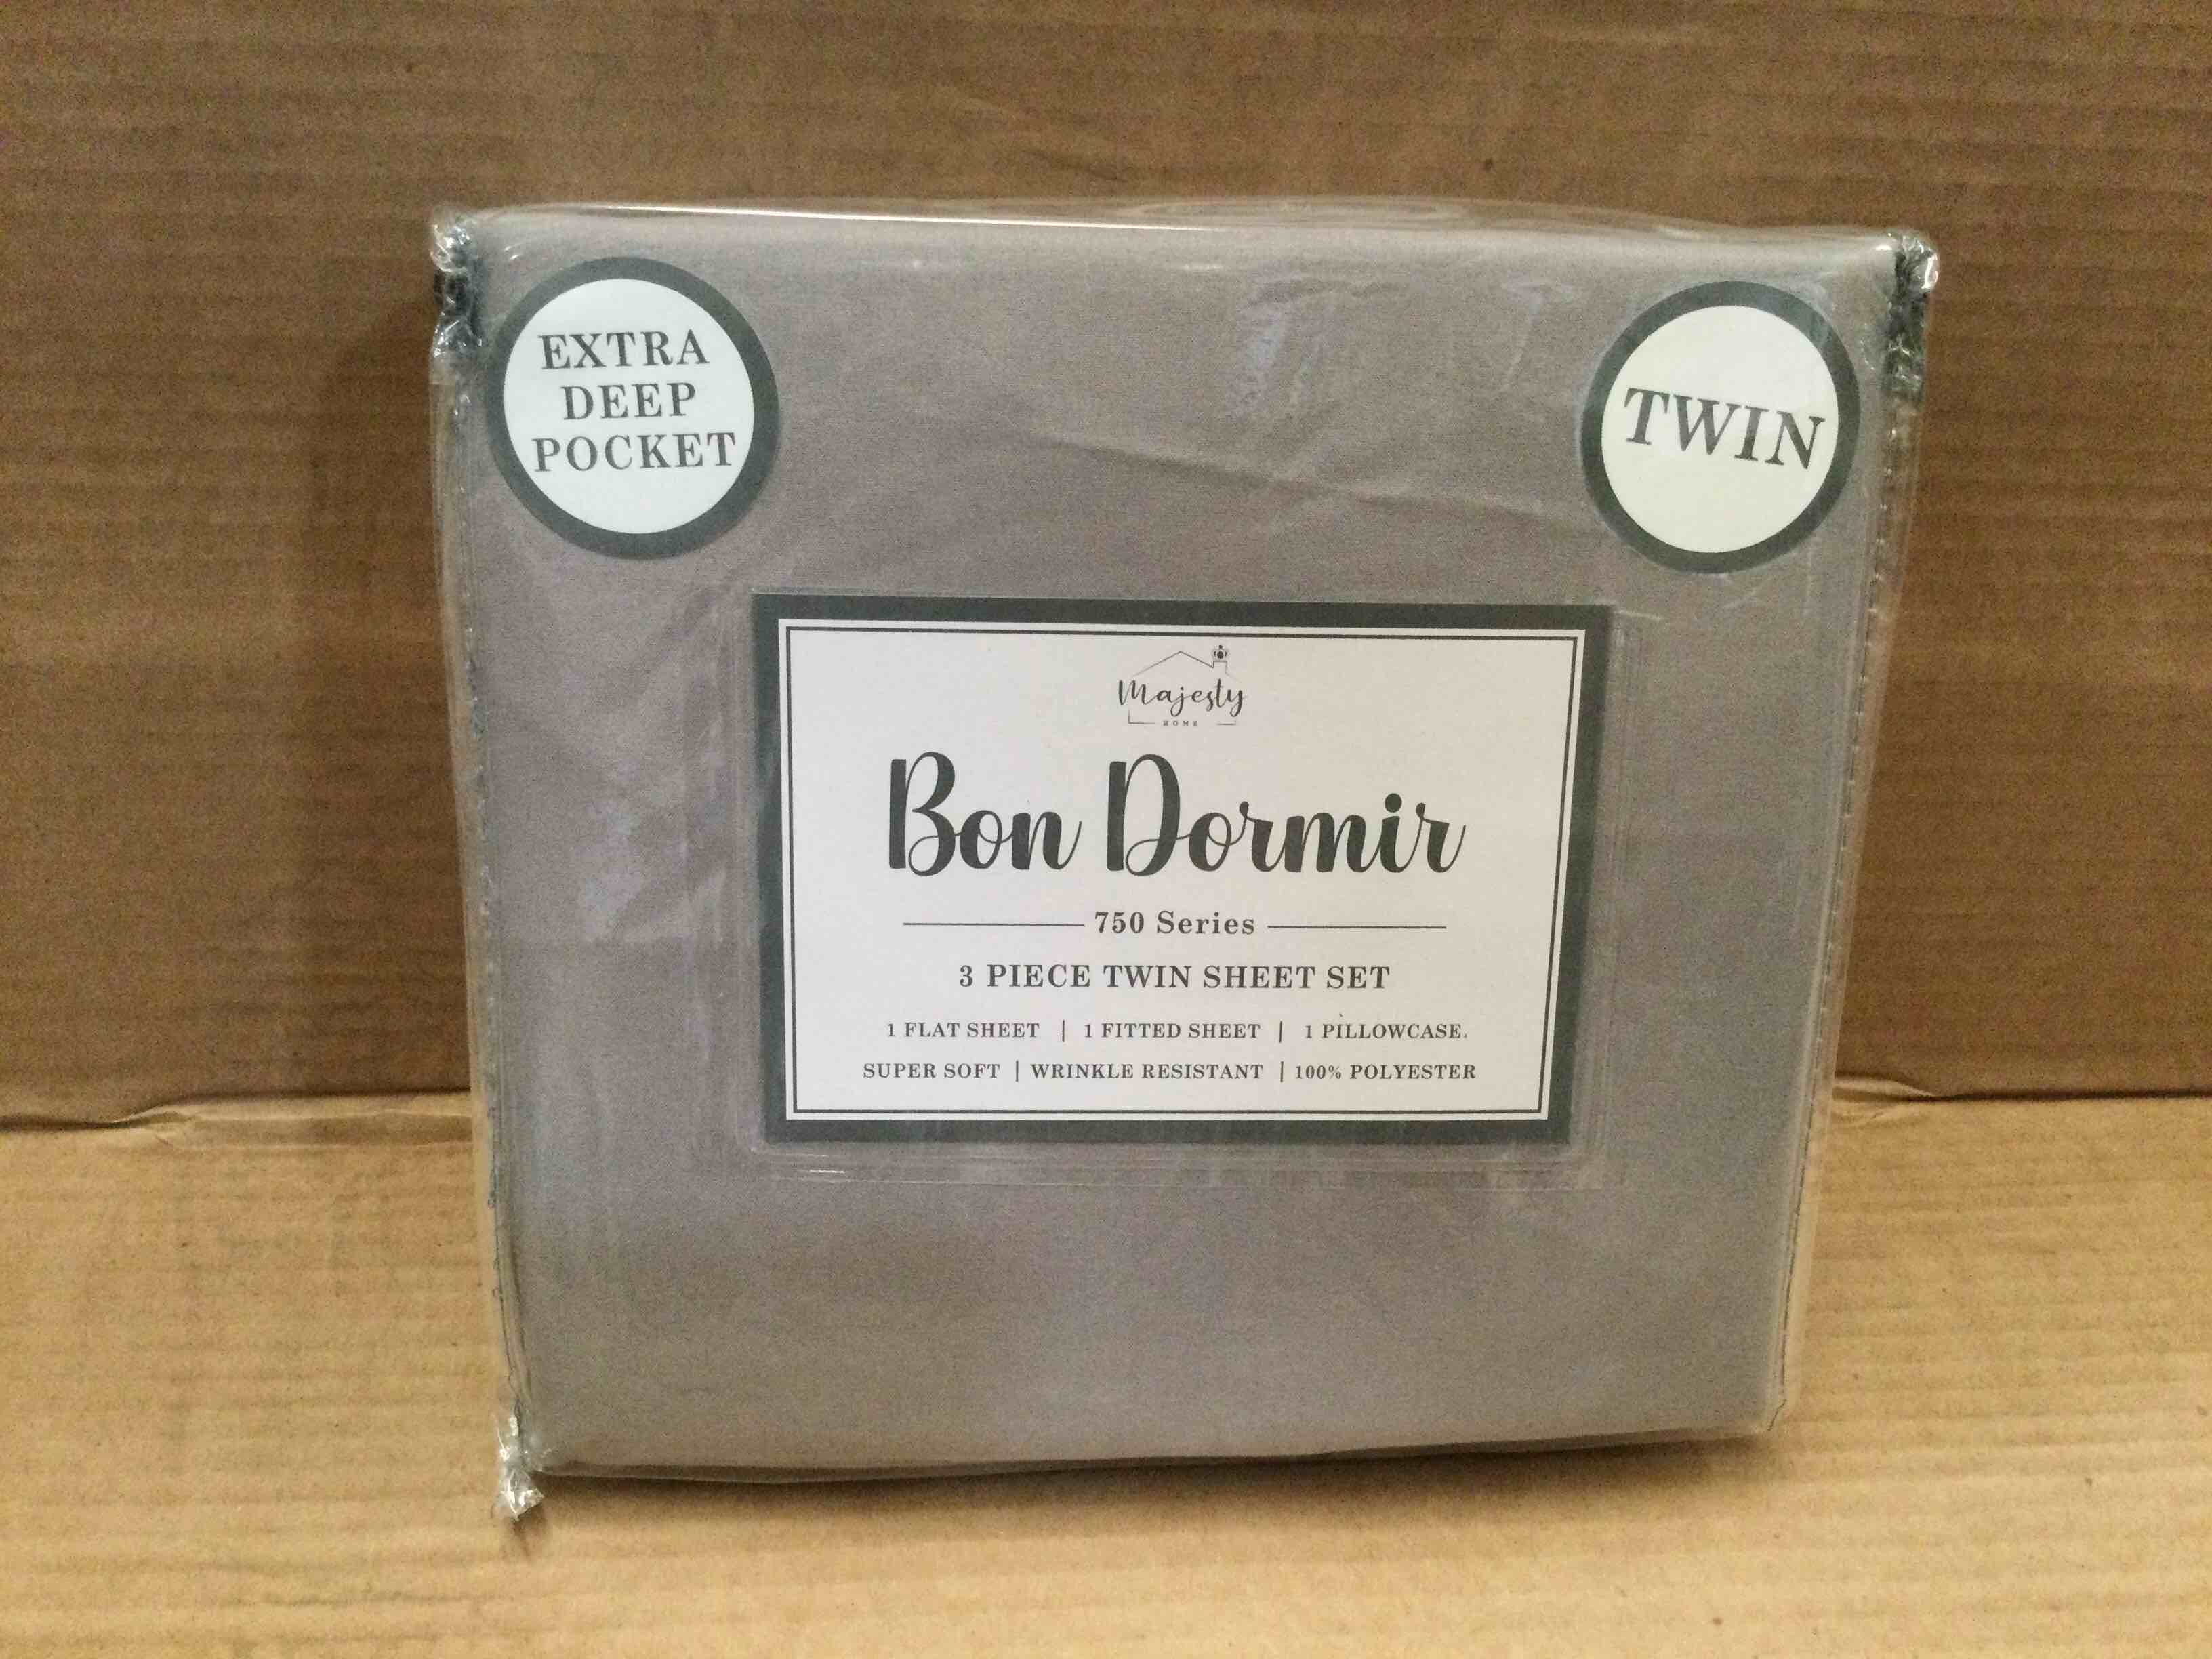 EXTRA
DEEP
POCKET
TWIN
Majesty
HOME
Bon Dormir
750 Series
3 PIECE TWIN SHEET SET
1 FLAT SHEET | 1 FITTED SHEET | 1 PILLOWCASE.
SUPER SOFT | WRINKLE RESISTANT | 100% POLYESTER